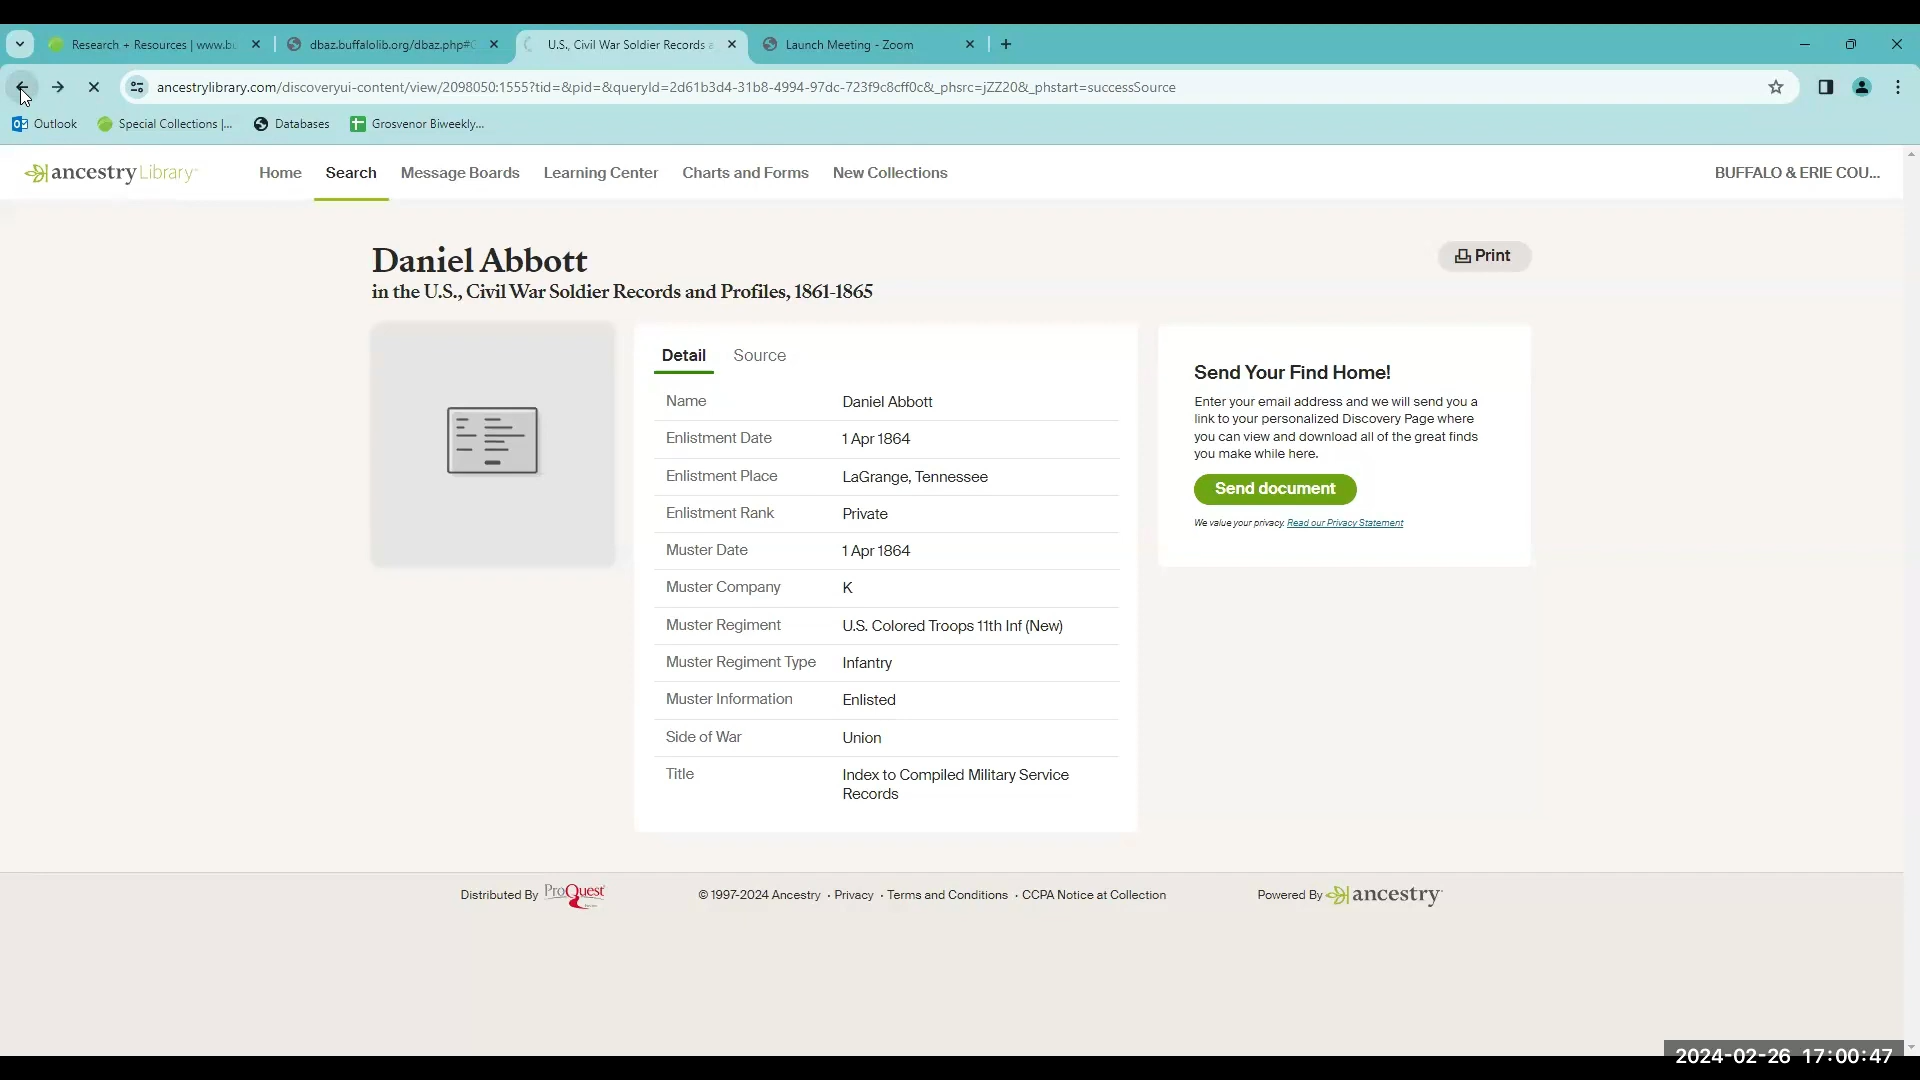 Research + Resources | www.bu
dbaz.buffalolib.org/dbaz.php#
U.S., Civil War Soldier Records a
Launch Meeting - Zoom
ancestrylibrary.com/discoveryui-content/view/2098050:1555?tid=&pid=&queryId=2d61b3d4-31b8-4994-97dc-723f9c8cff0c&_phsrc=jZZ20&_phstart=successSource
Outlook
Special Collections |...
Databases
Grosvenor Biweekly...
ancestryLibrary
Home
Search
Message Boards
Learning Center
Charts and Forms
New Collections
BUFFALO & ERIE COU...
Daniel Abbott
in the U.S., Civil War Soldier Records and Profiles, 1861-1865
Print
Detail
Source
Name Daniel Abbott
Enlistment Date 1 Apr 1864
Enlistment Place LaGrange, Tennessee
Enlistment Rank Private
Muster Date 1 Apr 1864
Muster Company K
Muster Regiment U.S. Colored Troops 11th Inf (New)
Muster Regiment Type Infantry
Muster Information Enlisted
Side of War Union
Title Index to Compiled Military Service
Records
Send Your Find Home!
Enter your email address and we will send you a
link to your personalized Discovery Page where
you can view and download all of the great finds
you make while here.
Send document
We value your privacy. Read our Privacy Statement
Distributed By ProQuest
© 1997-2024 Ancestry · Privacy · Terms and Conditions · CCPA Notice at Collection
Powered By ancestry
2024-02-26 17:00:47